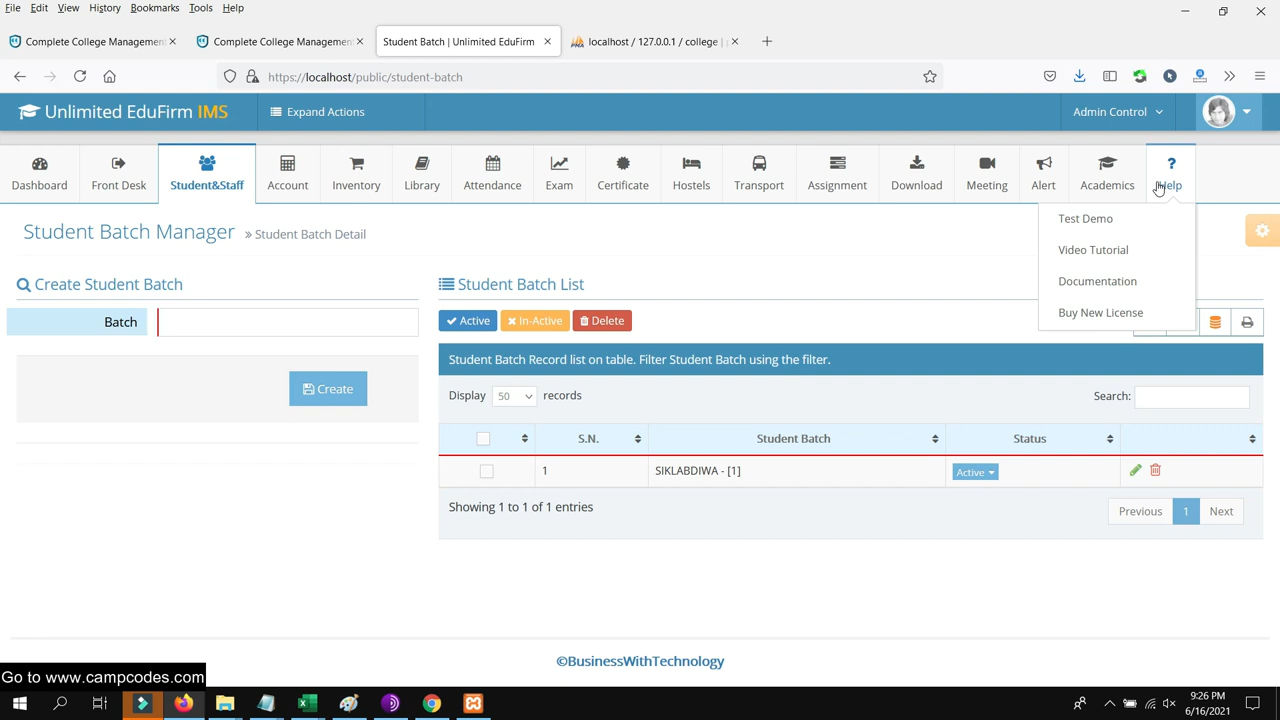 File Edit View History Bookmarks Tools Help
Complete College Management
Complete College Management
Student Batch | Unlimited EduFirm
localhost / 127.0.0.1 / college |
https://localhost/public/student-batch
Unlimited EduFirm IMS
Expand Actions
Admin Control
Dashboard Front Desk Student&Staff Account Inventory Library Attendance Exam Certificate Hostels Transport Assignment Download Meeting Alert Academics Help
Student Batch Manager » Student Batch Detail
Test Demo
Video Tutorial
Documentation
Buy New License
Create Student Batch
Batch
Create
Student Batch List
Active In-Active Delete
Student Batch Record list on table. Filter Student Batch using the filter.
Display 50 records Search:
S.N. Student Batch Status
1 SIKLABDIWA - [1] Active
Showing 1 to 1 of 1 entries
Previous 1 Next
©BusinessWithTechnology
Go to www.campcodes.com
9:26 PM
6/16/2021